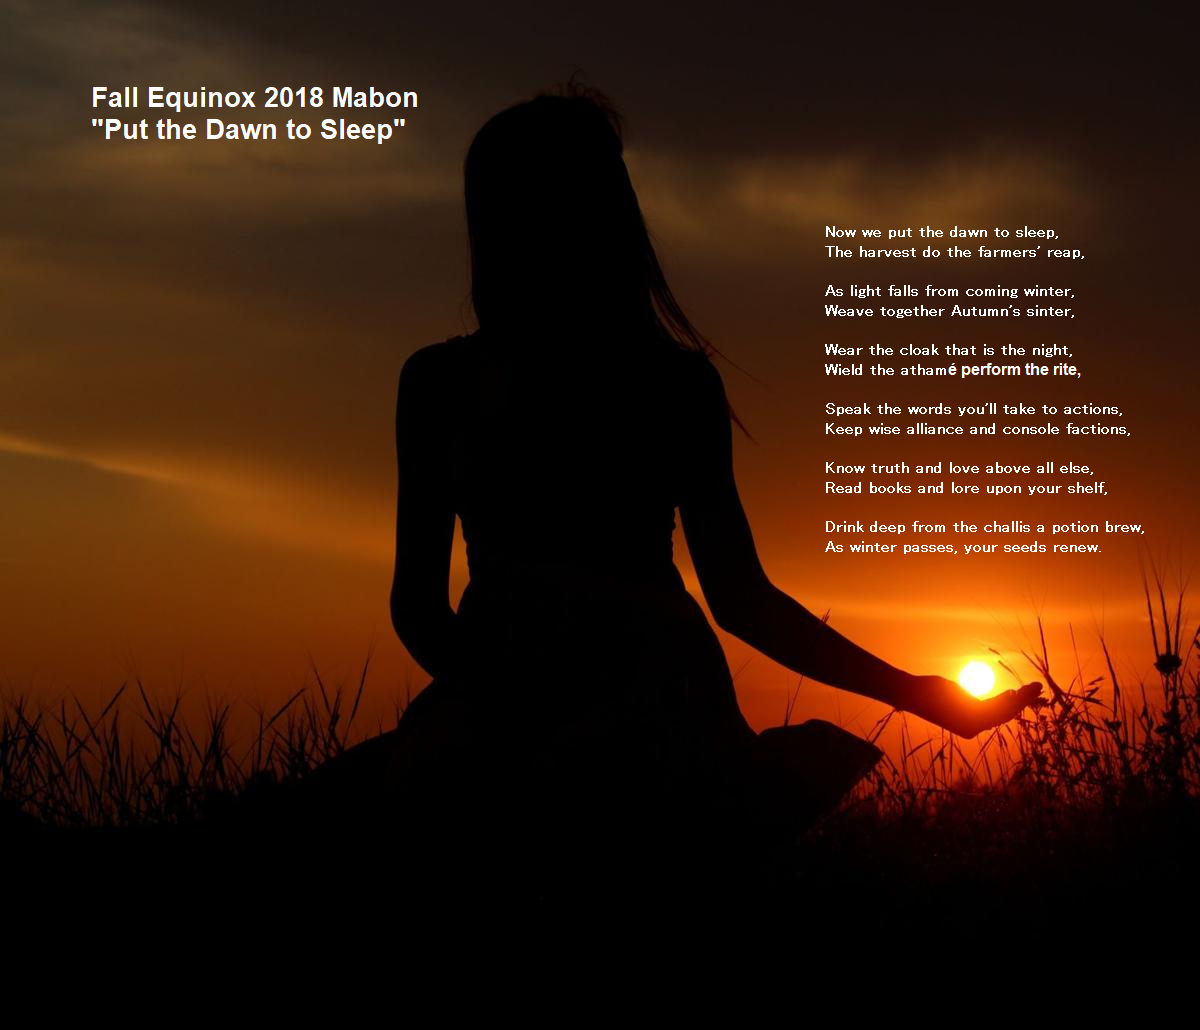 Fall Equinox 2018 Mabon
"Put the Dawn to Sleep"
Now we put the dawn to sleep,
The harvest do the farmers’ reap,
As light falls from coming winter,
Weave together Autumn’s sinter,
Wear the cloak that is the night,
Wield the athamé perform the rite,
Speak the words you’ll take to actions,
Keep wise alliance and console factions,
Know truth and love above all else,
Read books and lore upon your shelf,
Drink deep from the challis a potion brew,
As winter passes, your seeds renew.